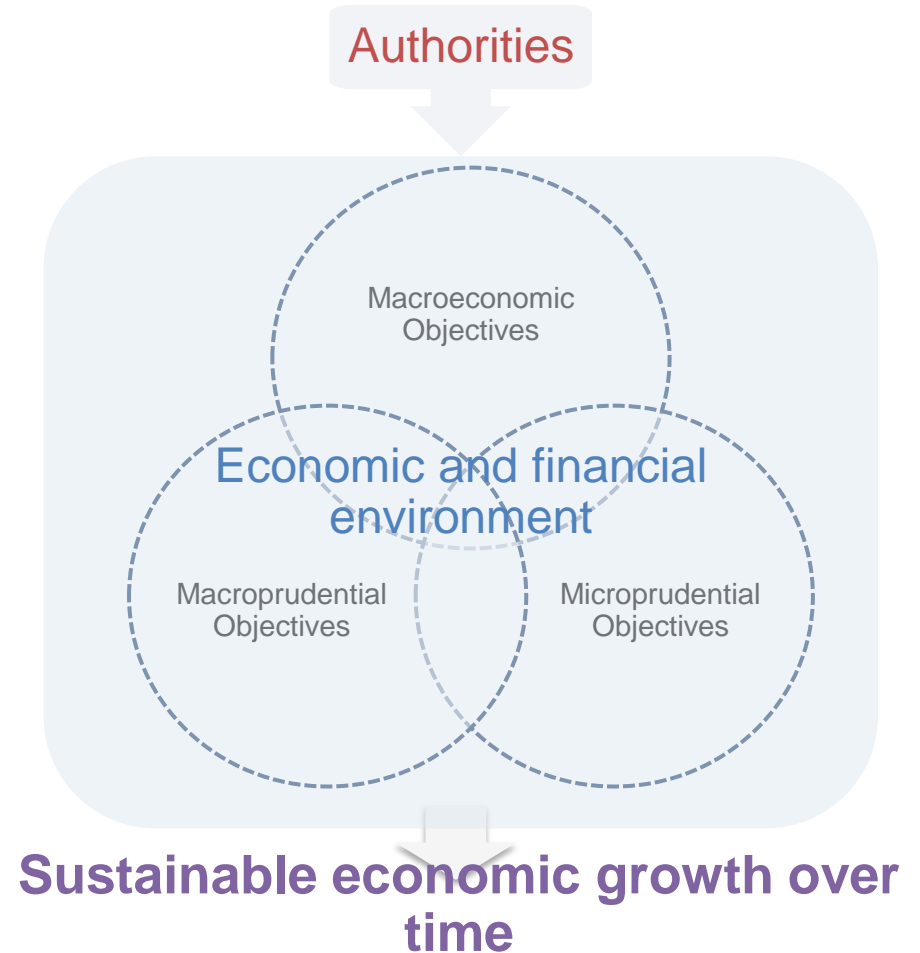 Authorities
Macroeconomic
Objectives
Economic and financial
environment
Macroprudential
Objectives
Microprudential
Objectives
Sustainable economic growth over
time